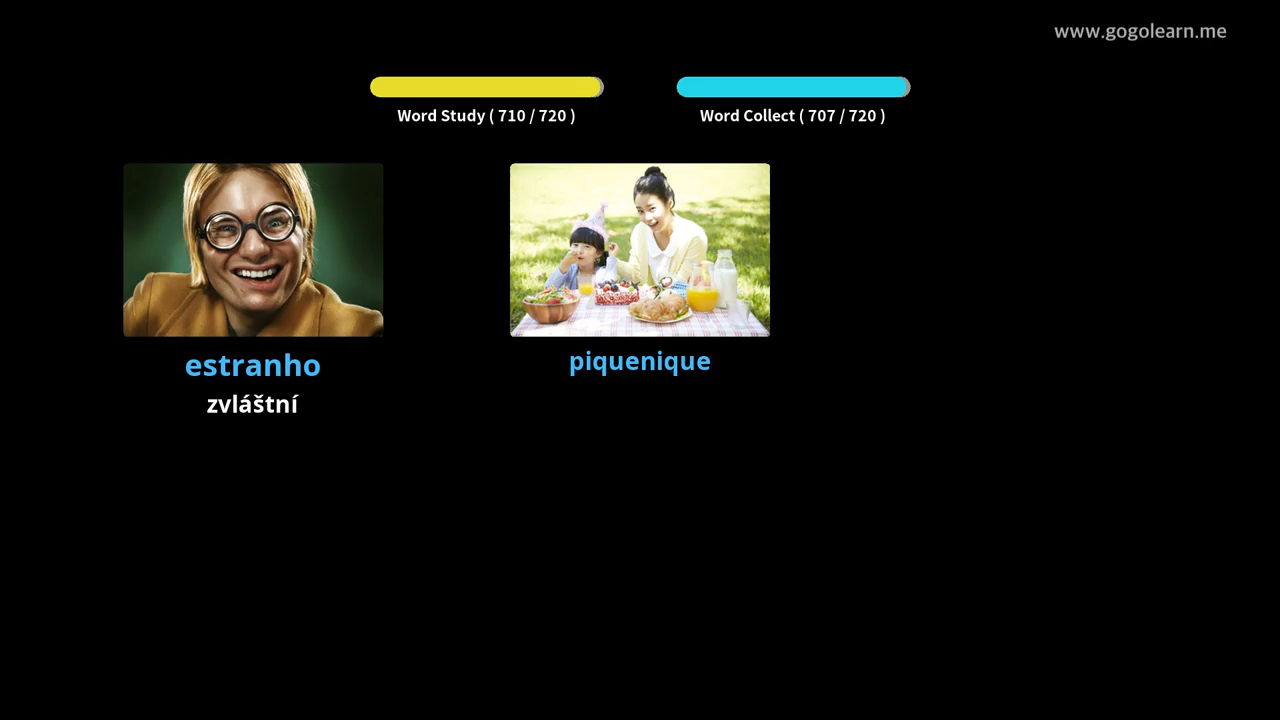 www.gogolearn.me
Word Study ( 710 / 720 )
Word Collect ( 707 / 720 )
estranho
zvláštní
piquenique